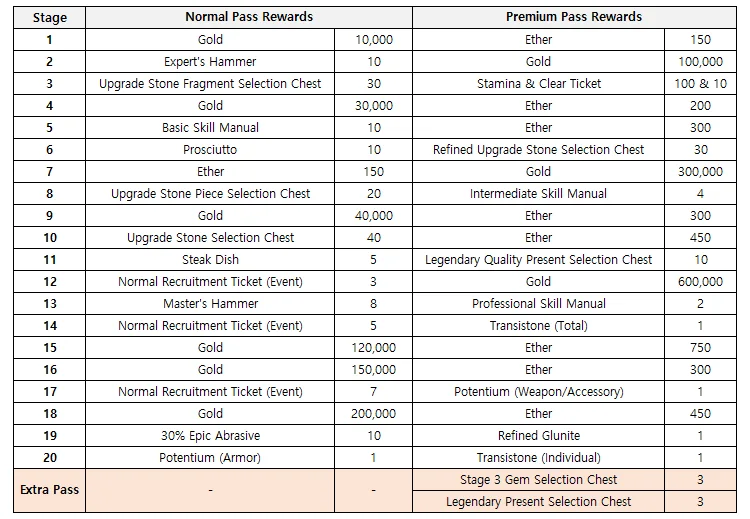 Stage Normal Pass Rewards Premium Pass Rewards
1 Gold 10,000 Ether 150
2 Expert's Hammer 10 Gold 100,000
3 Upgrade Stone Fragment Selection Chest 30 Stamina & Clear Ticket 100 & 10
4 Gold 30,000 Ether 200
5 Basic Skill Manual 10 Ether 300
6 Prosciutto 10 Refined Upgrade Stone Selection Chest 30
7 Ether 150 Gold 300,000
8 Upgrade Stone Piece Selection Chest 20 Intermediate Skill Manual 4
9 Gold 40,000 Ether 300
10 Upgrade Stone Selection Chest 40 Ether 450
11 Steak Dish 5 Legendary Quality Present Selection Chest 10
12 Normal Recruitment Ticket (Event) 3 Gold 600,000
13 Master's Hammer 8 Professional Skill Manual 2
14 Normal Recruitment Ticket (Event) 5 Transistone (Total) 1
15 Gold 120,000 Ether 750
16 Gold 150,000 Ether 300
17 Normal Recruitment Ticket (Event) 7 Potentium (Weapon/Accessory) 1
18 Gold 200,000 Ether 450
19 30% Epic Abrasive 10 Refined Glunite 1
20 Potentium (Armor) 1 Transistone (Individual) 1
Extra Pass - - Stage 3 Gem Selection Chest 3
Legendary Present Selection Chest 3